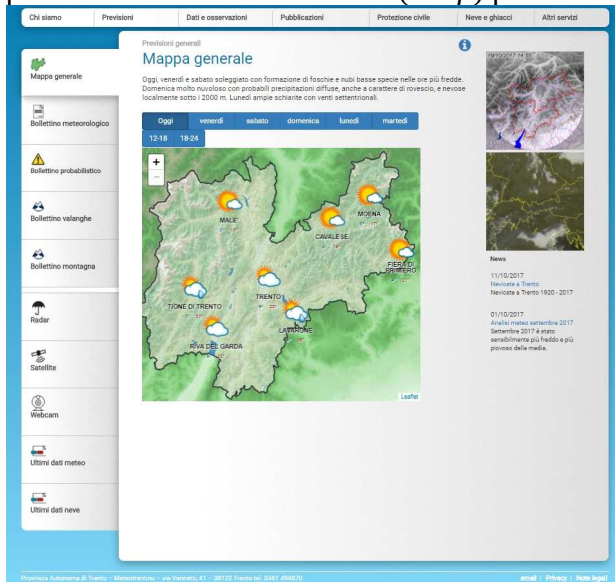 Chi siamo
Previsioni
Dati e osservazioni
Pubblicazioni
Protezione civile
Neve e ghiacci
Altri servizi
Mappa generale
Bollettino meteorologico
Bollettino probabilistico
Bollettino valanghe
Bollettino montagna
Radar
Satellite
Webcam
Ultimi dati meteo
Ultimi dati neve
Previsioni generali
Mappa generale
Oggi, venerdì e sabato soleggiato con formazione di foschie e nubi basse specie nelle ore più fredde.
Domenica molto nuvoloso con probabili precipitazioni diffuse, anche a carattere di rovescio, e nevose
localmente sotto i 2000 m. Lunedì ampie schiarite con venti settentrionali.
Oggi
venerdì
sabato
domenica
lunedì
martedì
12-18
18-24
+
−
MALE'
MOENA
CAVALESE
FIERA DI
PRIMIERO
TIONE DI TRENTO
TRENTO
LAVARONE
RIVA DEL GARDA
Leaflet
News
11/10/2017
Nevicate a Trento
Nevicate a Trento 1920 - 2017
01/10/2017
Analisi meteo settembre 2017
Settembre 2017 è stato
sensibilmente più freddo e più
piovoso della media.
Provincia Autonoma di Trento - Meteotrentino - via Vannetti, 41 - 38122 Trento tel. 0461 494870
email | Privacy | Note legali